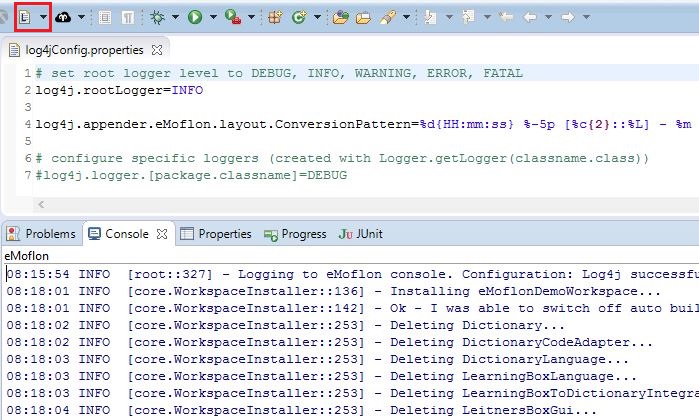 log4jConfig.properties
1 # set root logger level to DEBUG, INFO, WARNING, ERROR, FATAL
2 log4j.rootLogger=INFO
3
4 log4j.appender.eMoflon.layout.ConversionPattern=%d{HH:mm:ss} %-5p [%c{2}::%L] - %m
5
6 # configure specific loggers (created with Logger.getLogger(classname.class))
7 #log4j.logger.[package.classname]=DEBUG
Problems Console Properties Progress JU JUnit
eMoflon
08:15:54 INFO [root::327] - Logging to eMoflon console. Configuration: Log4j successfu
08:18:01 INFO [core.WorkspaceInstaller::136] - Installing eMoflonDemoWorkspace...
08:18:01 INFO [core.WorkspaceInstaller::142] - Ok - I was able to switch off auto buil
08:18:02 INFO [core.WorkspaceInstaller::253] - Deleting Dictionary...
08:18:02 INFO [core.WorkspaceInstaller::253] - Deleting DictionaryCodeAdapter...
08:18:03 INFO [core.WorkspaceInstaller::253] - Deleting DictionaryLanguage...
08:18:03 INFO [core.WorkspaceInstaller::253] - Deleting LearningBoxLanguage...
08:18:03 INFO [core.WorkspaceInstaller::253] - Deleting LearningBoxToDictionaryIntegra
08:18:04 INFO [core.WorkspaceInstaller::253] - Deleting LeitnersBoxGui...